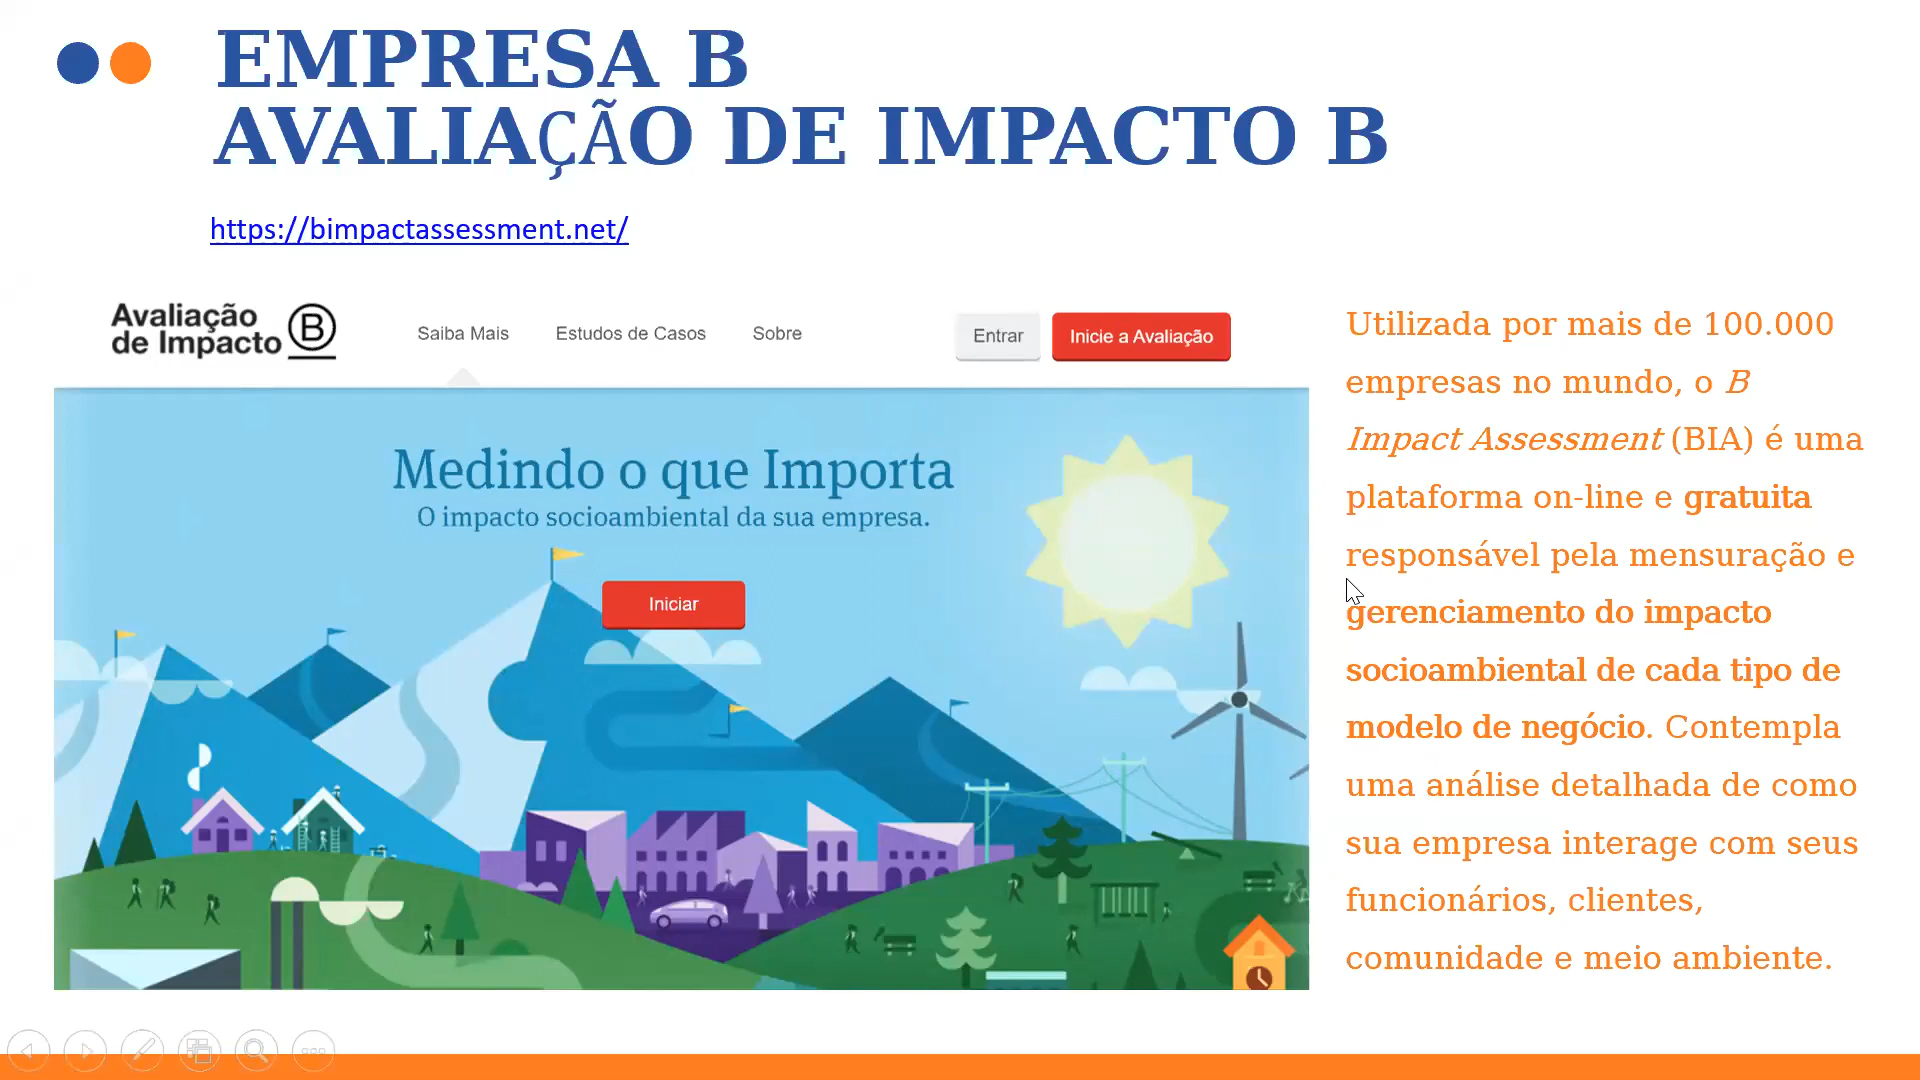 EMPRESA B
AVALIAÇÃO DE IMPACTO B
https://bimpactassessment.net/
Avaliação
de Impacto B
Saiba Mais
Estudos de Casos
Sobre
Entrar
Inicie a Avaliação
Medindo o que Importa
O impacto socioambiental da sua empresa.
Iniciar
Utilizada por mais de 100.000
empresas no mundo, o B
Impact Assessment (BIA) é uma
plataforma on-line e gratuita
responsável pela mensuração e
gerenciamento do impacto
socioambiental de cada tipo de
modelo de negócio. Contempla
uma análise detalhada de como
sua empresa interage com seus
funcionários, clientes,
comunidade e meio ambiente.